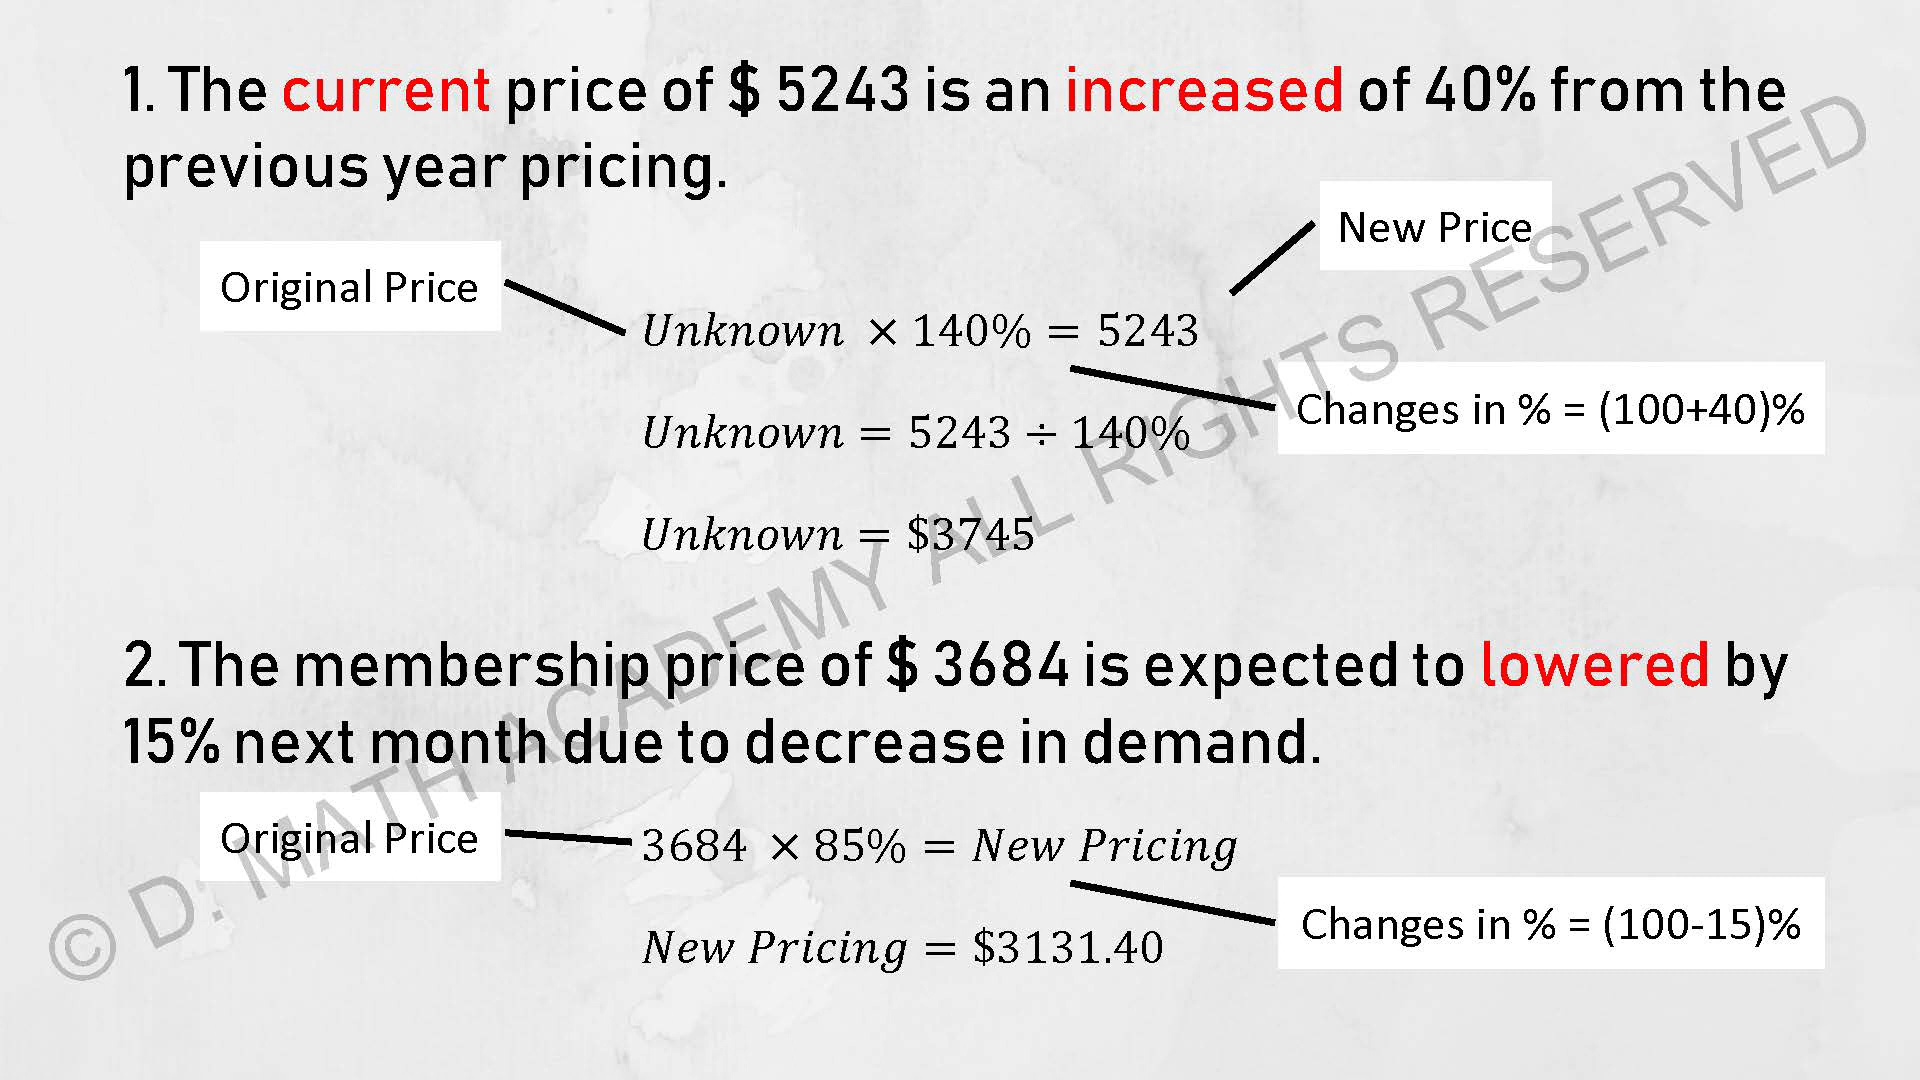 1. The current price of $ 5243 is an increased of 40% from the
previous year pricing.
New Price
Original Price
Unknown × 140% = 5243
Changes in % = (100+40)%
Unknown = 5243 ÷ 140%
Unknown = $3745
2. The membership price of $ 3684 is expected to lowered by
15% next month due to decrease in demand.
Original Price
3684 × 85% = New Pricing
Changes in % = (100-15)%
New Pricing = $3131.40
© D: MATH ACADEMY ALL RIGHTS RESERVED